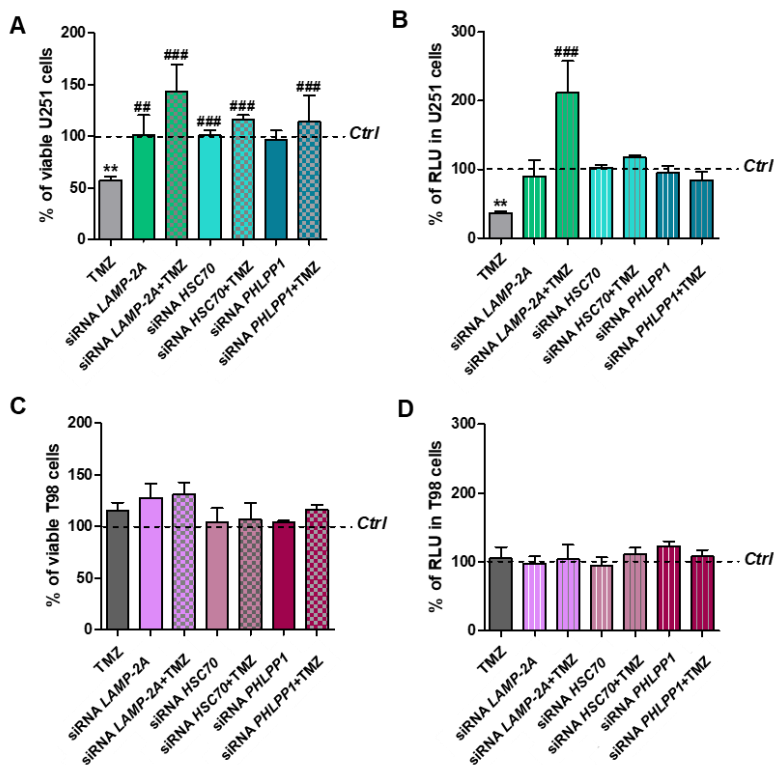 A
% of viable U251 cells
200
150
100
50
0
**
##
###
###
###
###
Ctrl
TMZ
siRNA LAMP-2A
siRNA LAMP-2A+TMZ
siRNA HSC70
siRNA HSC70+TMZ
siRNA PHLPP1
siRNA PHLPP1+TMZ
B
% of RLU in U251 cells
300
200
100
0
**
###
Ctrl
TMZ
siRNA LAMP-2A
siRNA LAMP-2A+TMZ
siRNA HSC70
siRNA HSC70+TMZ
siRNA PHLPP1
siRNA PHLPP1+TMZ
C
% of viable T98 cells
200
150
100
50
0
Ctrl
TMZ
siRNA LAMP-2A
siRNA LAMP-2A+TMZ
siRNA HSC70
siRNA HSC70+TMZ
siRNA PHLPP1
siRNA PHLPP1+TMZ
D
% of RLU in T98 cells
300
200
100
0
Ctrl
TMZ
siRNA LAMP-2A
siRNA LAMP-2A+TMZ
siRNA HSC70
siRNA HSC70+TMZ
siRNA PHLPP1
siRNA PHLPP1+TMZ